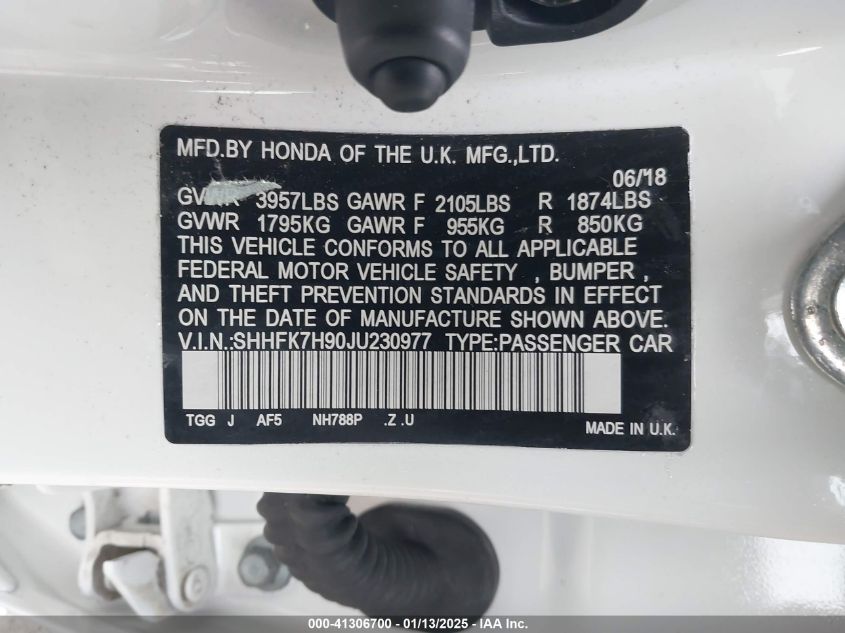 MFD.BY HONDA OF THE U.K. MFG.,LTD.
06/18
GVWR 3957LBS GAWR F 2105LBS R 1874LBS
GVWR 1795KG GAWR F 955KG R 850KG
THIS VEHICLE CONFORMS TO ALL APPLICABLE
FEDERAL MOTOR VEHICLE SAFETY , BUMPER ,
AND THEFT PREVENTION STANDARDS IN EFFECT
ON THE DATE OF MANUFACTURE SHOWN ABOVE.
V.I.N.:SHHFK7H90JU230977 TYPE:PASSENGER CAR
TGG J AF5 NH788P .Z .U
MADE IN U.K.
000-41306700 - 01/13/2025 - IAA Inc.